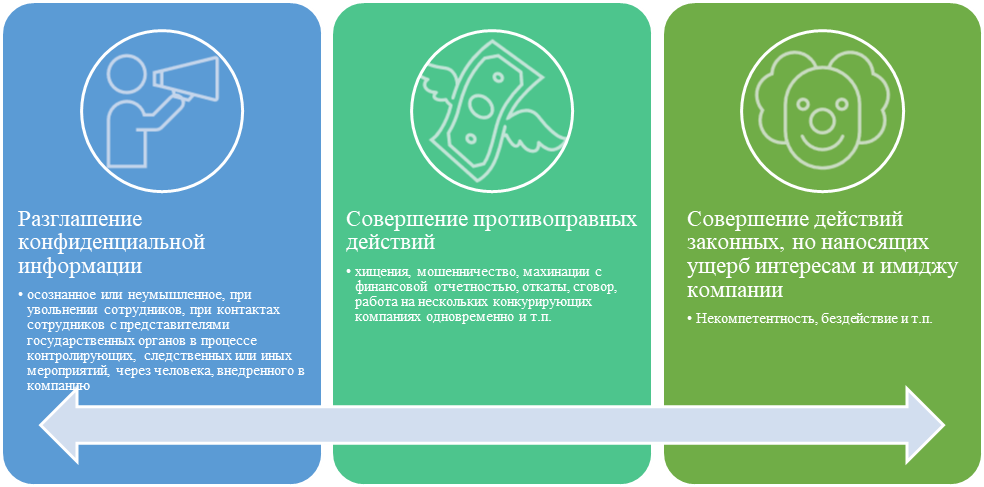 Разглашение
конфиденциальной
информации
• осознанное или неумышленное, при
увольнении сотрудников, при контактах
сотрудников с представителями
государственных органов в процессе
контролирующих, следственных или иных
мероприятий, через человека, внедренного в
компанию
Совершение противоправных
действий
• хищения, мошенничество, махинации с
финансовой отчетностью, откаты, сговор,
работа на нескольких конкурирующих
компаниях одновременно и т.п.
Совершение действий
законных, но наносящих
ущерб интересам и имиджу
компании
• Некомпетентность, бездействие и т.п.